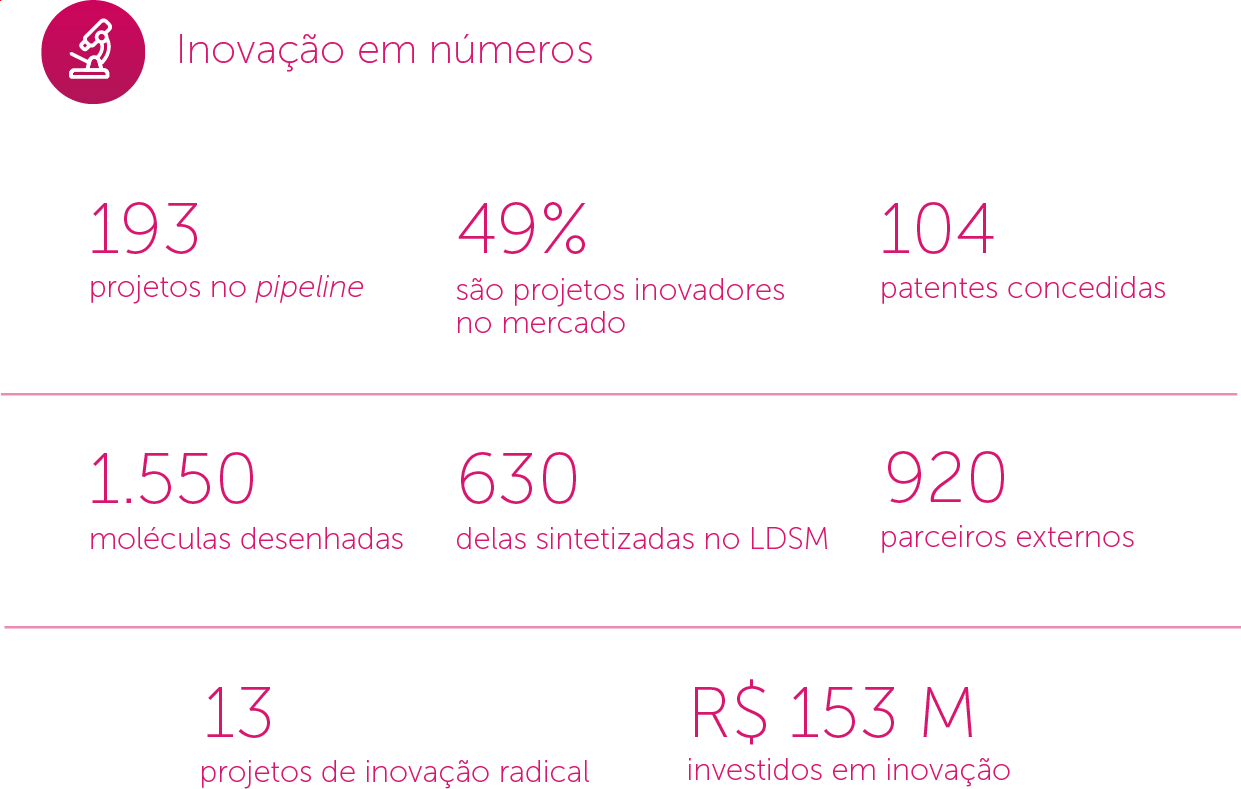 Inovação em números
193
projetos no pipeline
49%
são projetos inovadores
no mercado
104
patentes concedidas
1.550
moléculas desenhadas
630
delas sintetizadas no LDSM
920
parceiros externos
13
projetos de inovação radical
R$ 153 M
investidos em inovação